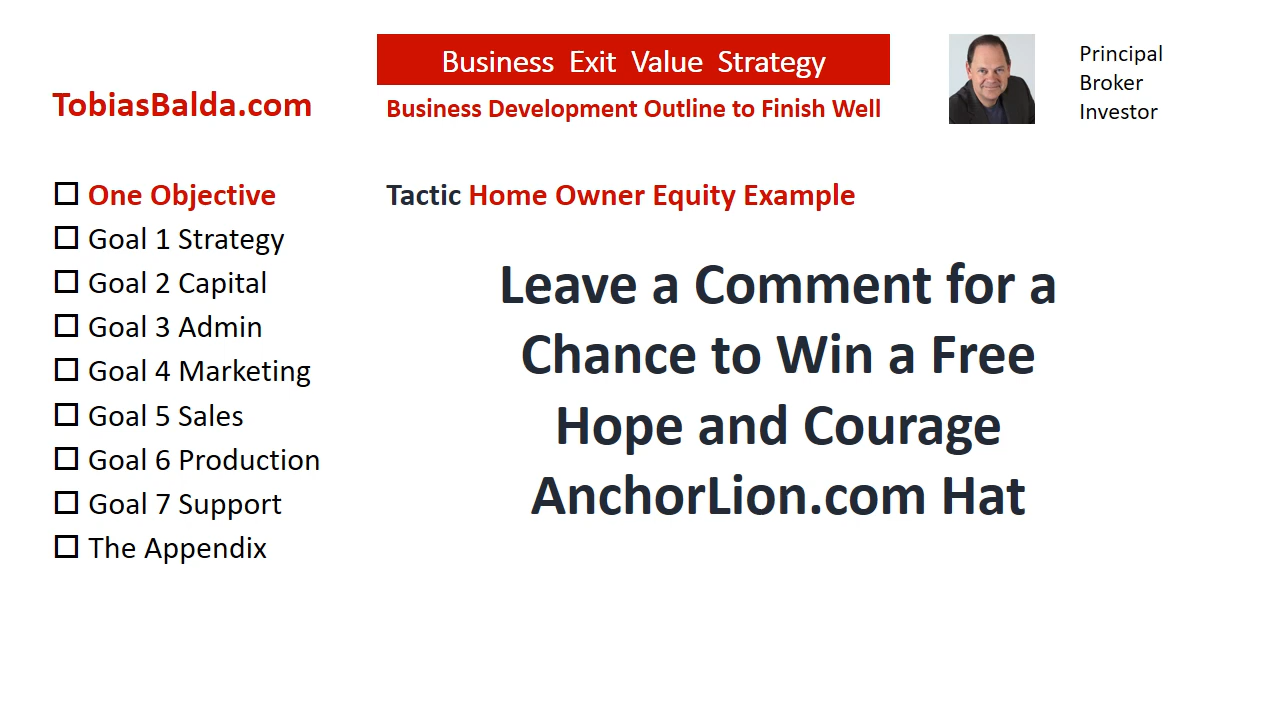 Business Exit Value Strategy
TobiasBalda.com
Business Development Outline to Finish Well
Principal
Broker
Investor
One Objective
Goal 1 Strategy
Goal 2 Capital
Goal 3 Admin
Goal 4 Marketing
Goal 5 Sales
Goal 6 Production
Goal 7 Support
The Appendix
Tactic Home Owner Equity Example
Leave a Comment for a
Chance to Win a Free
Hope and Courage
AnchorLion.com Hat